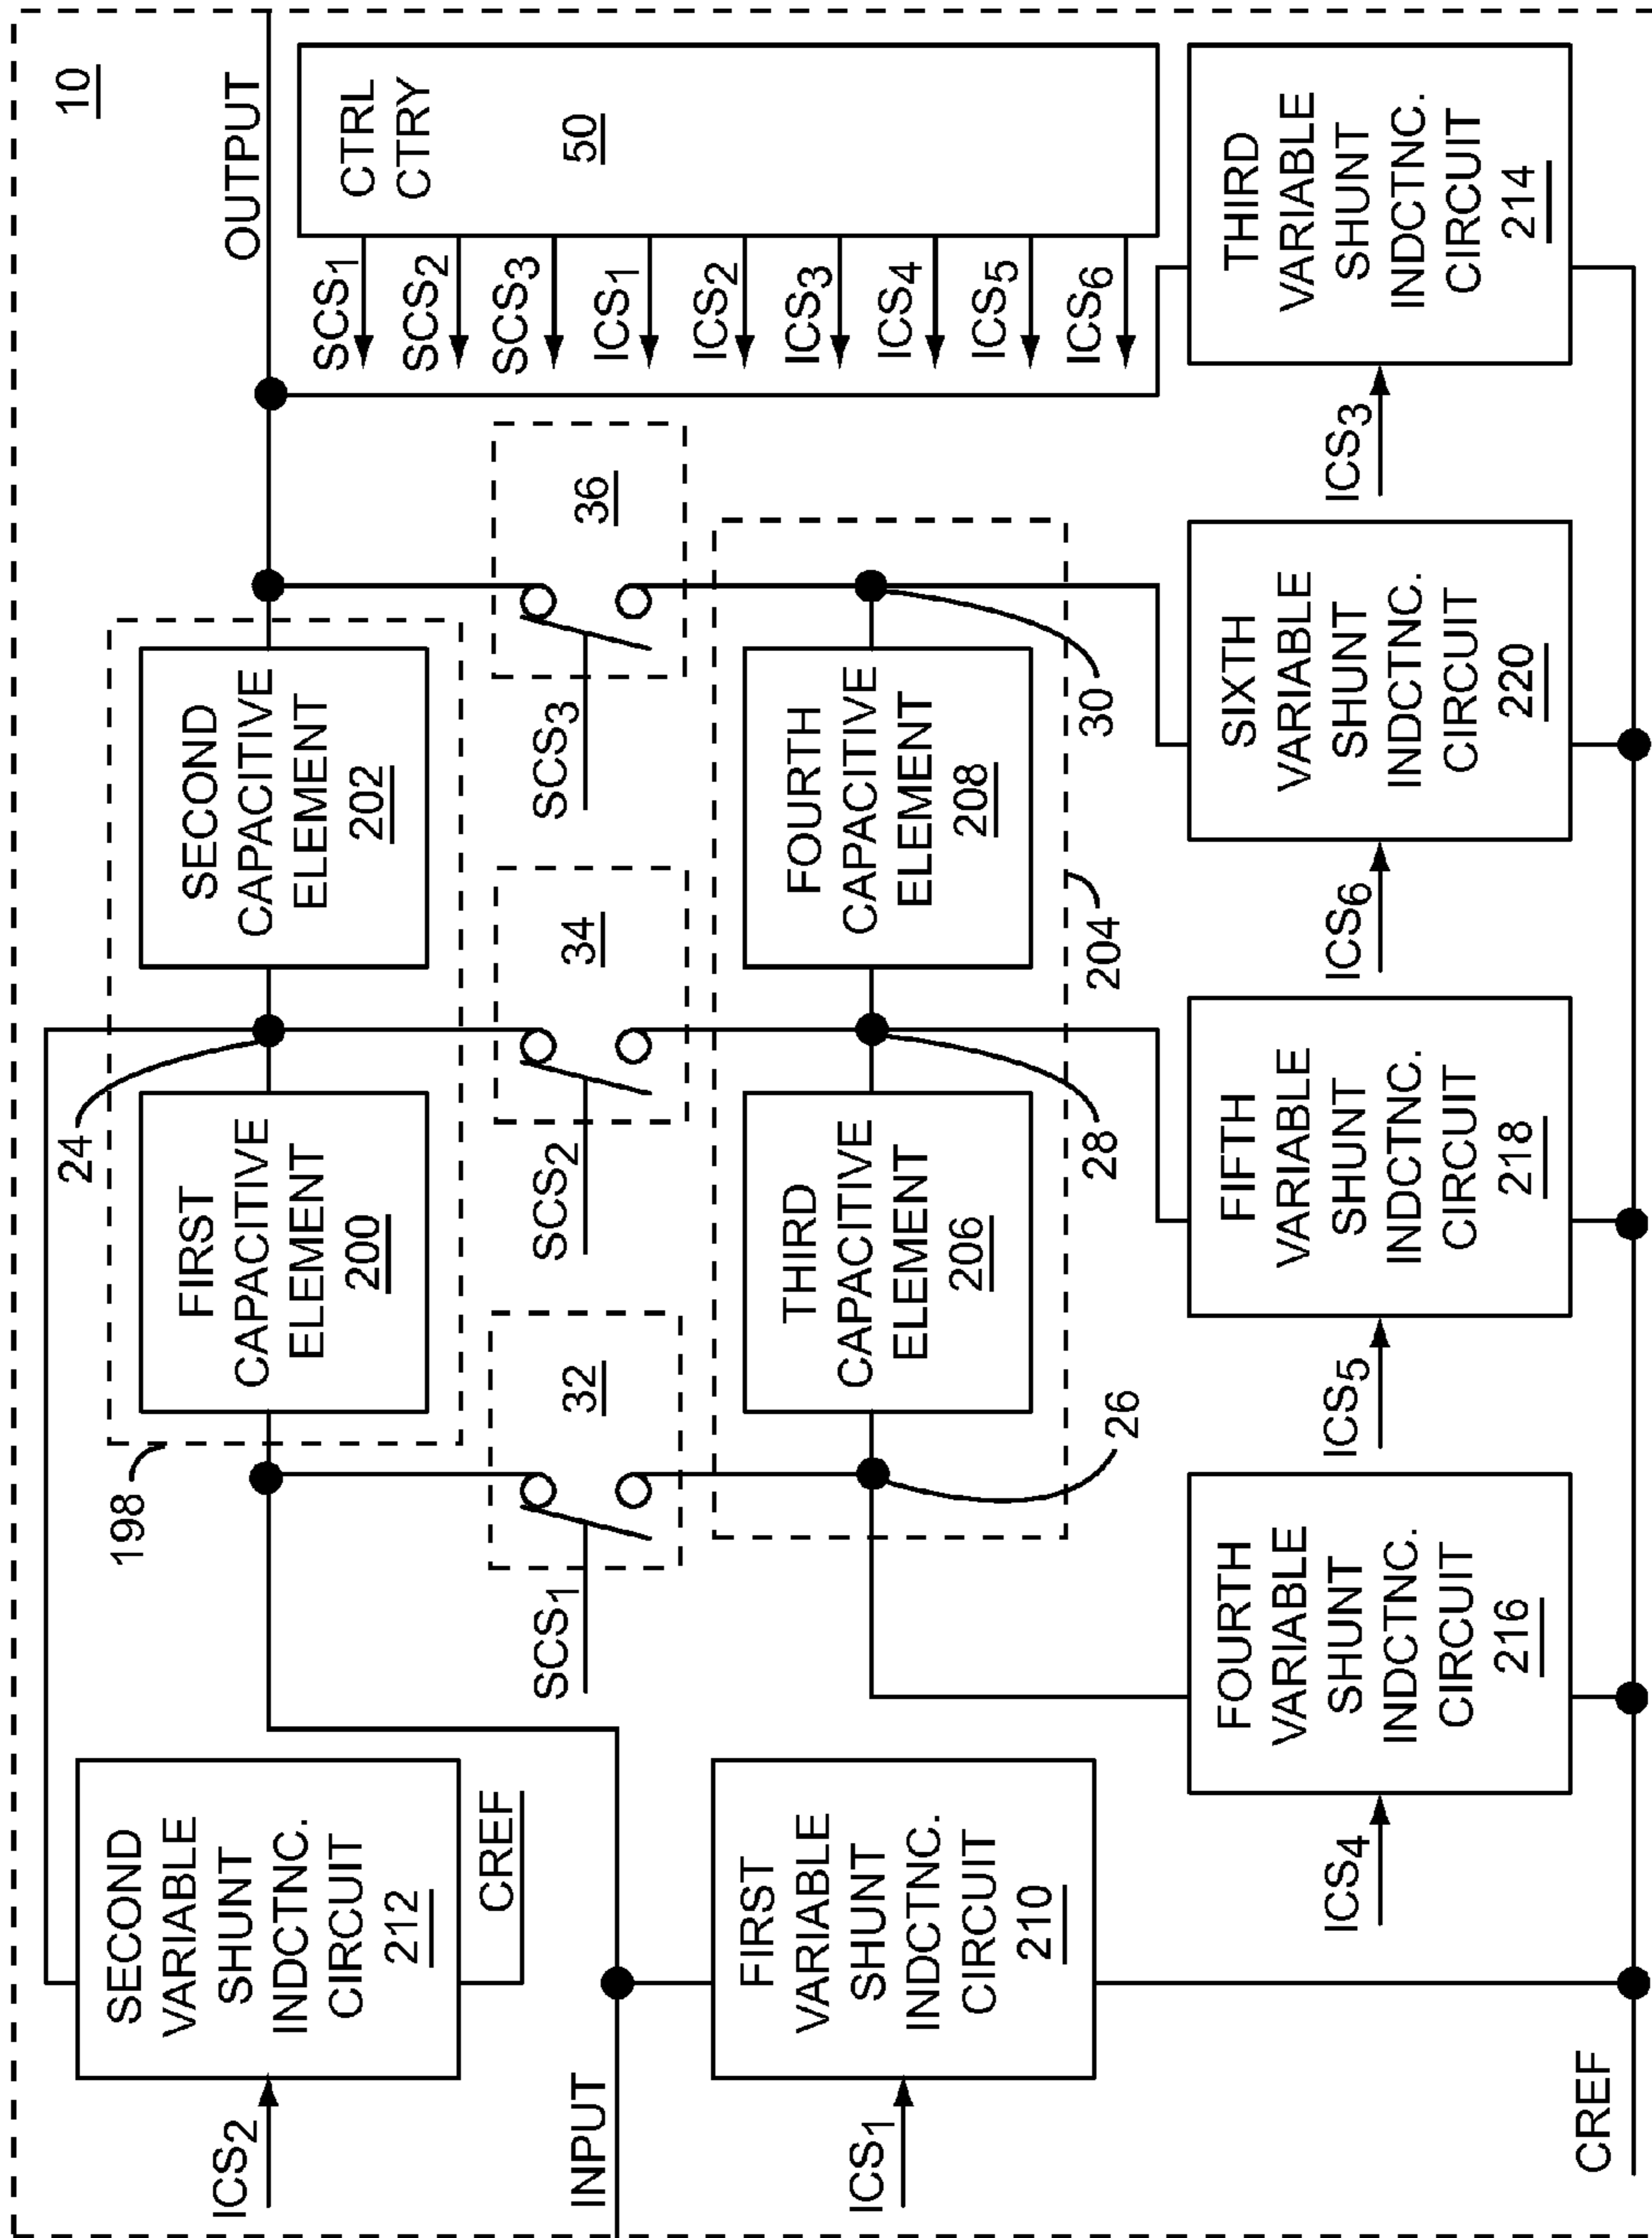 10
OUTPUT
CTRL
CTRY
50
SCS1
SCS2
SCS3
ICS1
ICS2
ICS3
ICS4
ICS5
ICS6
SECOND
VARIABLE
SHUNT
INDCTNC.
CIRCUIT
212
ICS2
CREF
24
198
FIRST
CAPACITIVE
ELEMENT
200
SECOND
CAPACITIVE
ELEMENT
202
32
SCS1
34
SCS2
36
SCS3
INPUT
FIRST
VARIABLE
SHUNT
INDCTNC.
CIRCUIT
210
ICS1
THIRD
CAPACITIVE
ELEMENT
206
FOURTH
CAPACITIVE
ELEMENT
208
26
28
204
30
FOURTH
VARIABLE
SHUNT
INDCTNC.
CIRCUIT
216
ICS4
FIFTH
VARIABLE
SHUNT
INDCTNC.
CIRCUIT
218
ICS5
SIXTH
VARIABLE
SHUNT
INDCTNC.
CIRCUIT
220
ICS6
THIRD
VARIABLE
SHUNT
INDCTNC.
CIRCUIT
214
ICS3
CREF